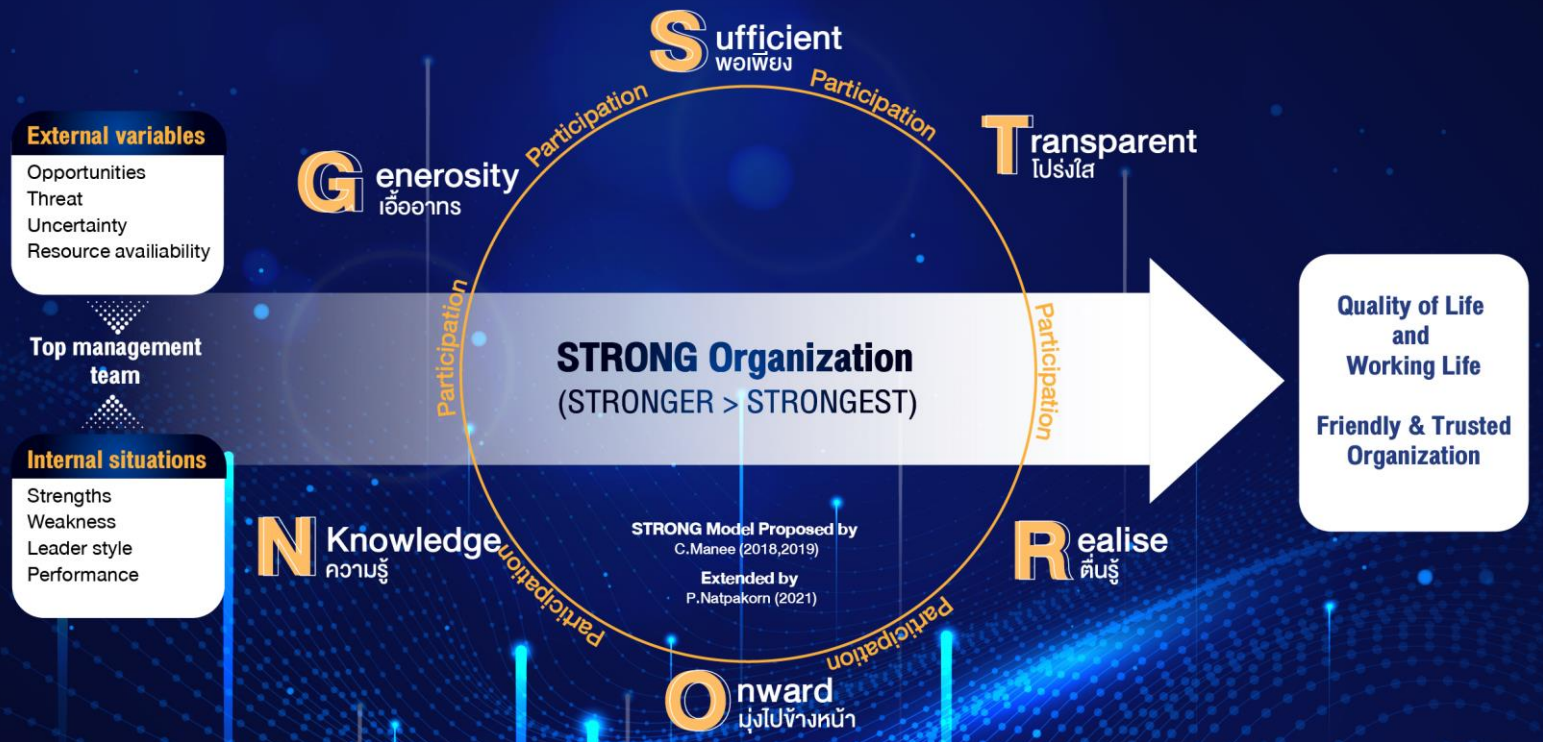 Sufficient
พอเพียง
Participation
Participation
Transparent
โปร่งใส
Generosity
เอื้ออาทร
External variables
Opportunities
Threat
Uncertainty
Resource availiability
Top management
team
Internal situations
Strengths
Weakness
Leader style
Performance
Participation
Participation
STRONG Organization
(STRONGER > STRONGEST)
Quality of Life
and
Working Life
Friendly & Trusted
Organization
N Knowledge
ความรู้
Participation
STRONG Model Proposed by
C.Manee (2018,2019)
Extended by
P.Natpakorn (2021)
Realise
ตื่นรู้
Participation
Onward
มุ่งไปข้างหน้า